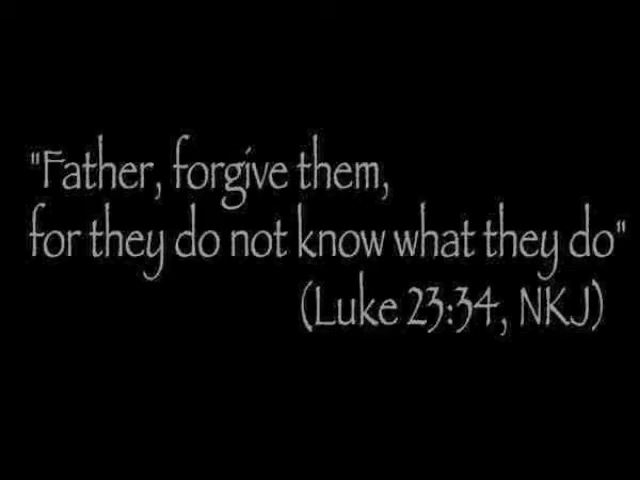 "Father, forgive them,
for they do not know what they do"
(Luke 23:34, NKJ)